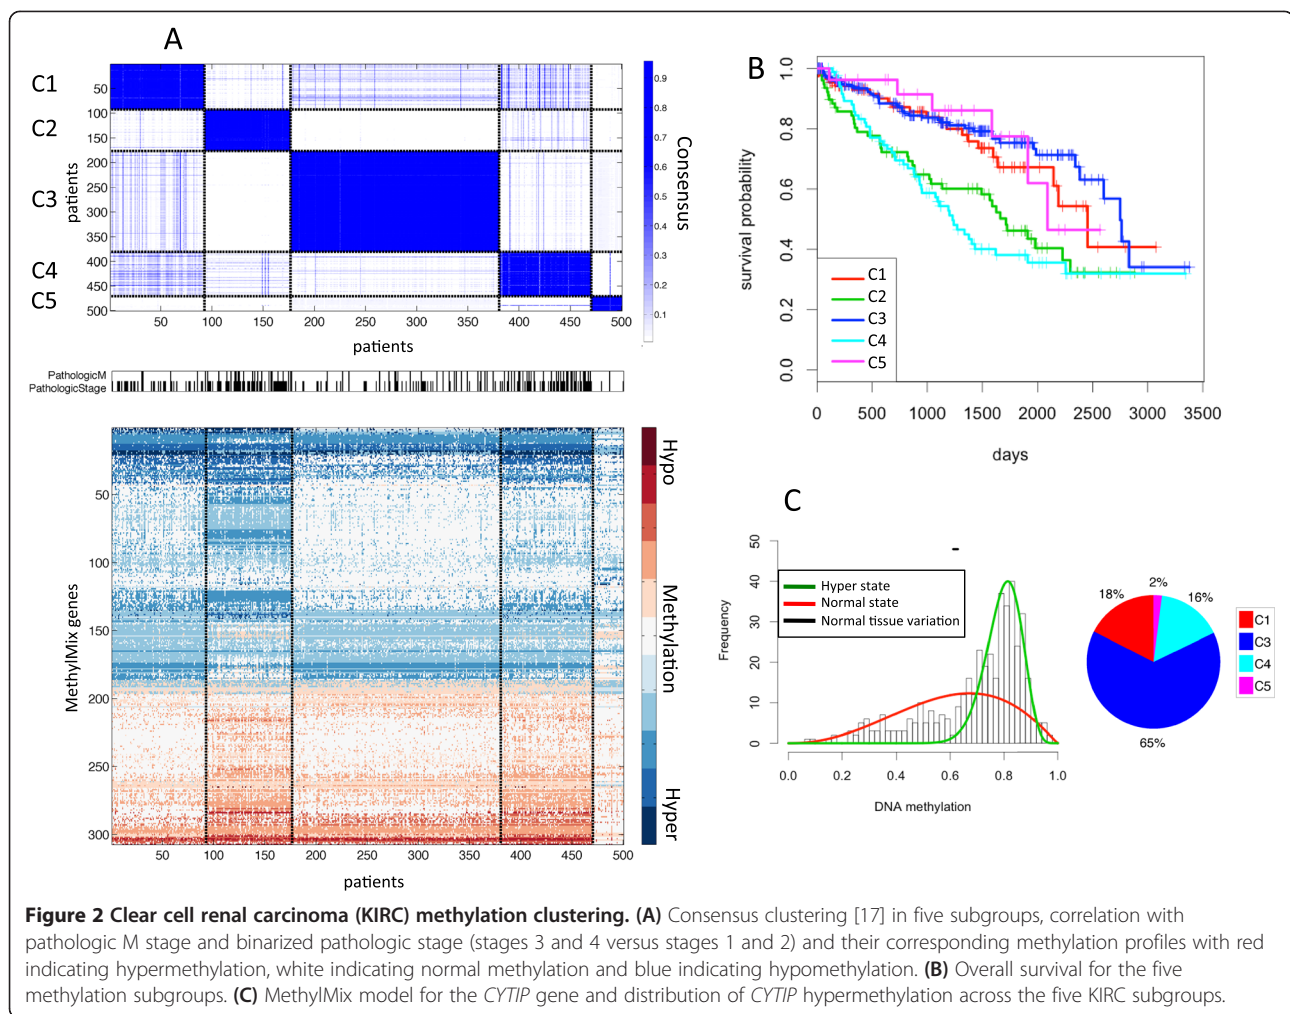 A
C1
C2
C3
C4
C5
patients
50
100
150
200
250
300
350
400
450
500
50
100
150
200
250
300
350
400
450
500
patients
0.9
0.8
0.7
0.6
0.5
0.4
0.3
0.2
0.1
Consensus
PathologicM
PathologicStage
MethylMix genes
50
100
150
200
250
300
50
100
150
200
250
300
350
400
450
500
patients
Hypo
Methylation
Hyper
B
survival probability
1.0
0.8
0.6
0.4
0.2
0.0
C1
C2
C3
C4
C5
0
500
1000
1500
2000
2500
3000
3500
days
C
Frequency
50
40
30
20
10
0
Hyper state
Normal state
Normal tissue variation
0.0
0.2
0.4
0.6
0.8
1.0
DNA methylation
18%
2%
16%
65%
C1
C3
C4
C5
Figure 2 Clear cell renal carcinoma (KIRC) methylation clustering. (A) Consensus clustering [17] in five subgroups, correlation with
pathologic M stage and binarized pathologic stage (stages 3 and 4 versus stages 1 and 2) and their corresponding methylation profiles with red
indicating hypermethylation, white indicating normal methylation and blue indicating hypomethylation. (B) Overall survival for the five
methylation subgroups. (C) MethylMix model for the CYTIP gene and distribution of CYTIP hypermethylation across the five KIRC subgroups.